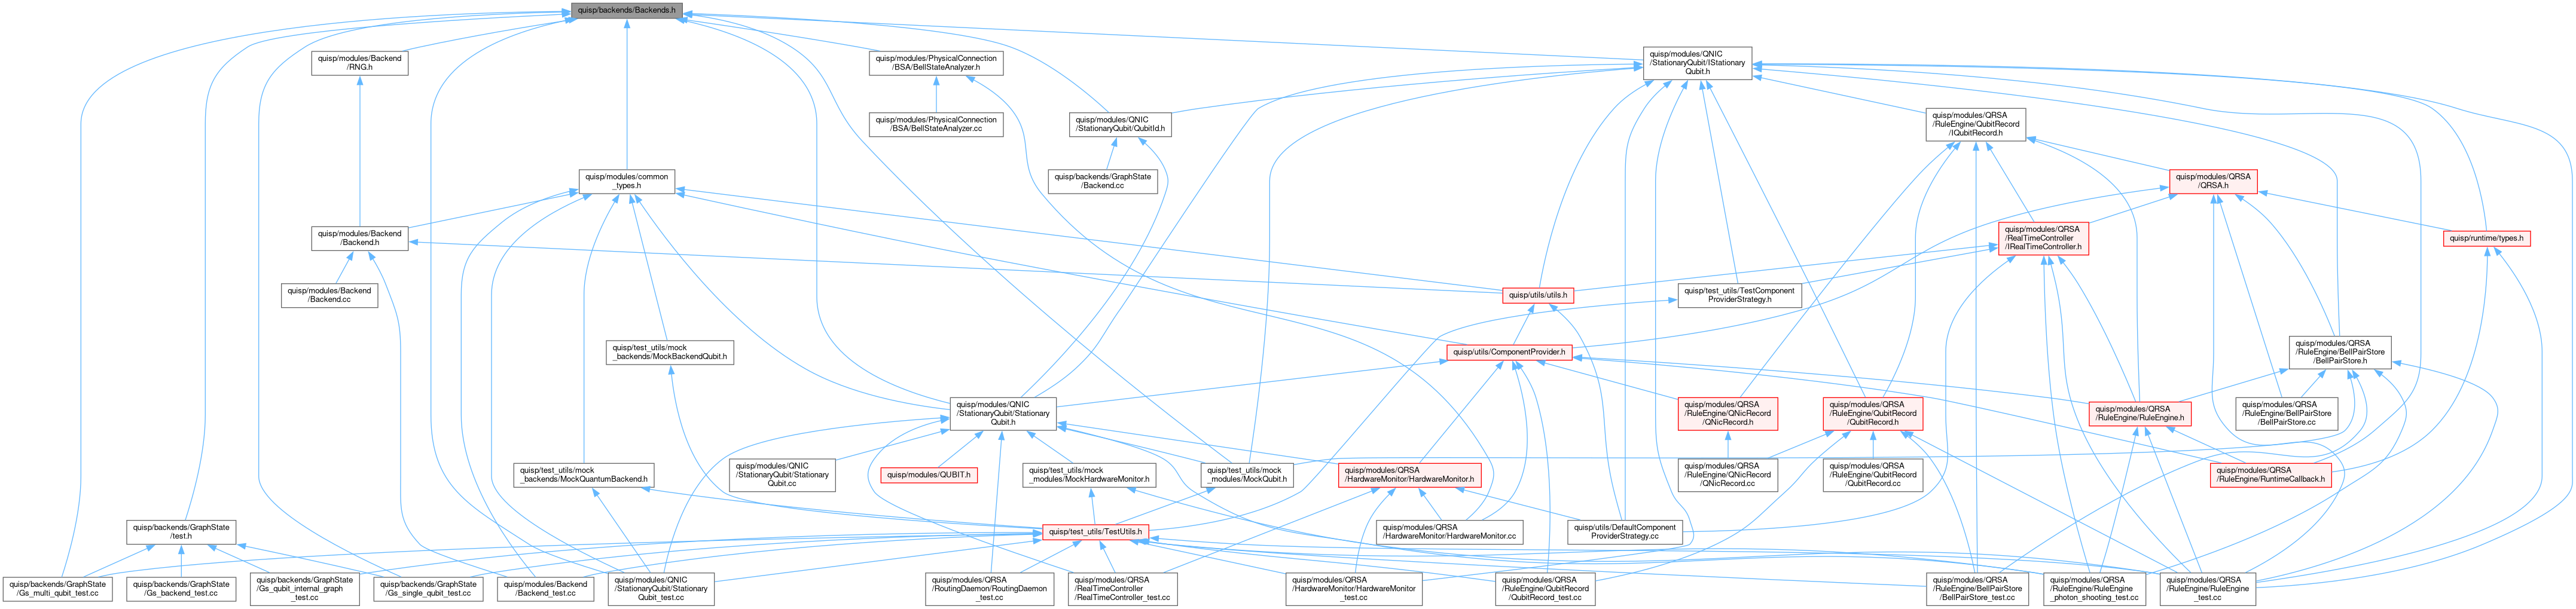 quisp/backends/Backends.h
quisp/modules/Backend
/RNG.h
quisp/modules/PhysicalConnection
/BSA/BellStateAnalyzer.h
quisp/modules/QNIC
/StationaryQubit/IStationary
Qubit.h
quisp/modules/PhysicalConnection
/BSA/BellStateAnalyzer.cc
quisp/modules/QNIC
/StationaryQubit/QubitId.h
quisp/modules/QRSA
/RuleEngine/QubitRecord
/IQubitRecord.h
quisp/modules/common
_types.h
quisp/backends/GraphState
/Backend.cc
quisp/modules/QRSA
/QRSA.h
quisp/modules/Backend
/Backend.h
quisp/modules/QRSA
/RealTimeController
/IRealTimeController.h
quisp/runtime/types.h
quisp/modules/Backend
/Backend.cc
quisp/utils/utils.h
quisp/test_utils/TestComponent
ProviderStrategy.h
quisp/test_utils/mock
_backends/MockBackendQubit.h
quisp/utils/ComponentProvider.h
quisp/modules/QRSA
/RuleEngine/BellPairStore
/BellPairStore.h
quisp/modules/QNIC
/StationaryQubit/Stationary
Qubit.h
quisp/modules/QRSA
/RuleEngine/QNicRecord
/QNicRecord.h
quisp/modules/QRSA
/RuleEngine/QubitRecord
/QubitRecord.h
quisp/modules/QRSA
/RuleEngine/RuleEngine.h
quisp/modules/QRSA
/RuleEngine/BellPairStore
/BellPairStore.cc
quisp/test_utils/mock
_backends/MockQuantumBackend.h
quisp/modules/QNIC
/StationaryQubit/Stationary
Qubit.cc
quisp/modules/QUBIT.h
quisp/test_utils/mock
_modules/MockHardwareMonitor.h
quisp/test_utils/mock
_modules/MockQubit.h
quisp/modules/QRSA
/HardwareMonitor/HardwareMonitor.h
quisp/modules/QRSA
/RuleEngine/QNicRecord
/QNicRecord.cc
quisp/modules/QRSA
/RuleEngine/QubitRecord
/QubitRecord.cc
quisp/modules/QRSA
/RuleEngine/RuntimeCallback.h
quisp/backends/GraphState
/test.h
quisp/test_utils/TestUtils.h
quisp/modules/QRSA
/HardwareMonitor/HardwareMonitor.cc
quisp/utils/DefaultComponent
ProviderStrategy.cc
quisp/backends/GraphState
/Gs_multi_qubit_test.cc
quisp/backends/GraphState
/Gs_backend_test.cc
quisp/backends/GraphState
/Gs_qubit_internal_graph
_test.cc
quisp/backends/GraphState
/Gs_single_qubit_test.cc
quisp/modules/Backend
/Backend_test.cc
quisp/modules/QNIC
/StationaryQubit/Stationary
Qubit_test.cc
quisp/modules/QRSA
/RoutingDaemon/RoutingDaemon
_test.cc
quisp/modules/QRSA
/RealTimeController
/RealTimeController_test.cc
quisp/modules/QRSA
/HardwareMonitor/HardwareMonitor
_test.cc
quisp/modules/QRSA
/RuleEngine/QubitRecord
/QubitRecord_test.cc
quisp/modules/QRSA
/RuleEngine/BellPairStore
/BellPairStore_test.cc
quisp/modules/QRSA
/RuleEngine/RuleEngine
_photon_shooting_test.cc
quisp/modules/QRSA
/RuleEngine/RuleEngine
_test.cc